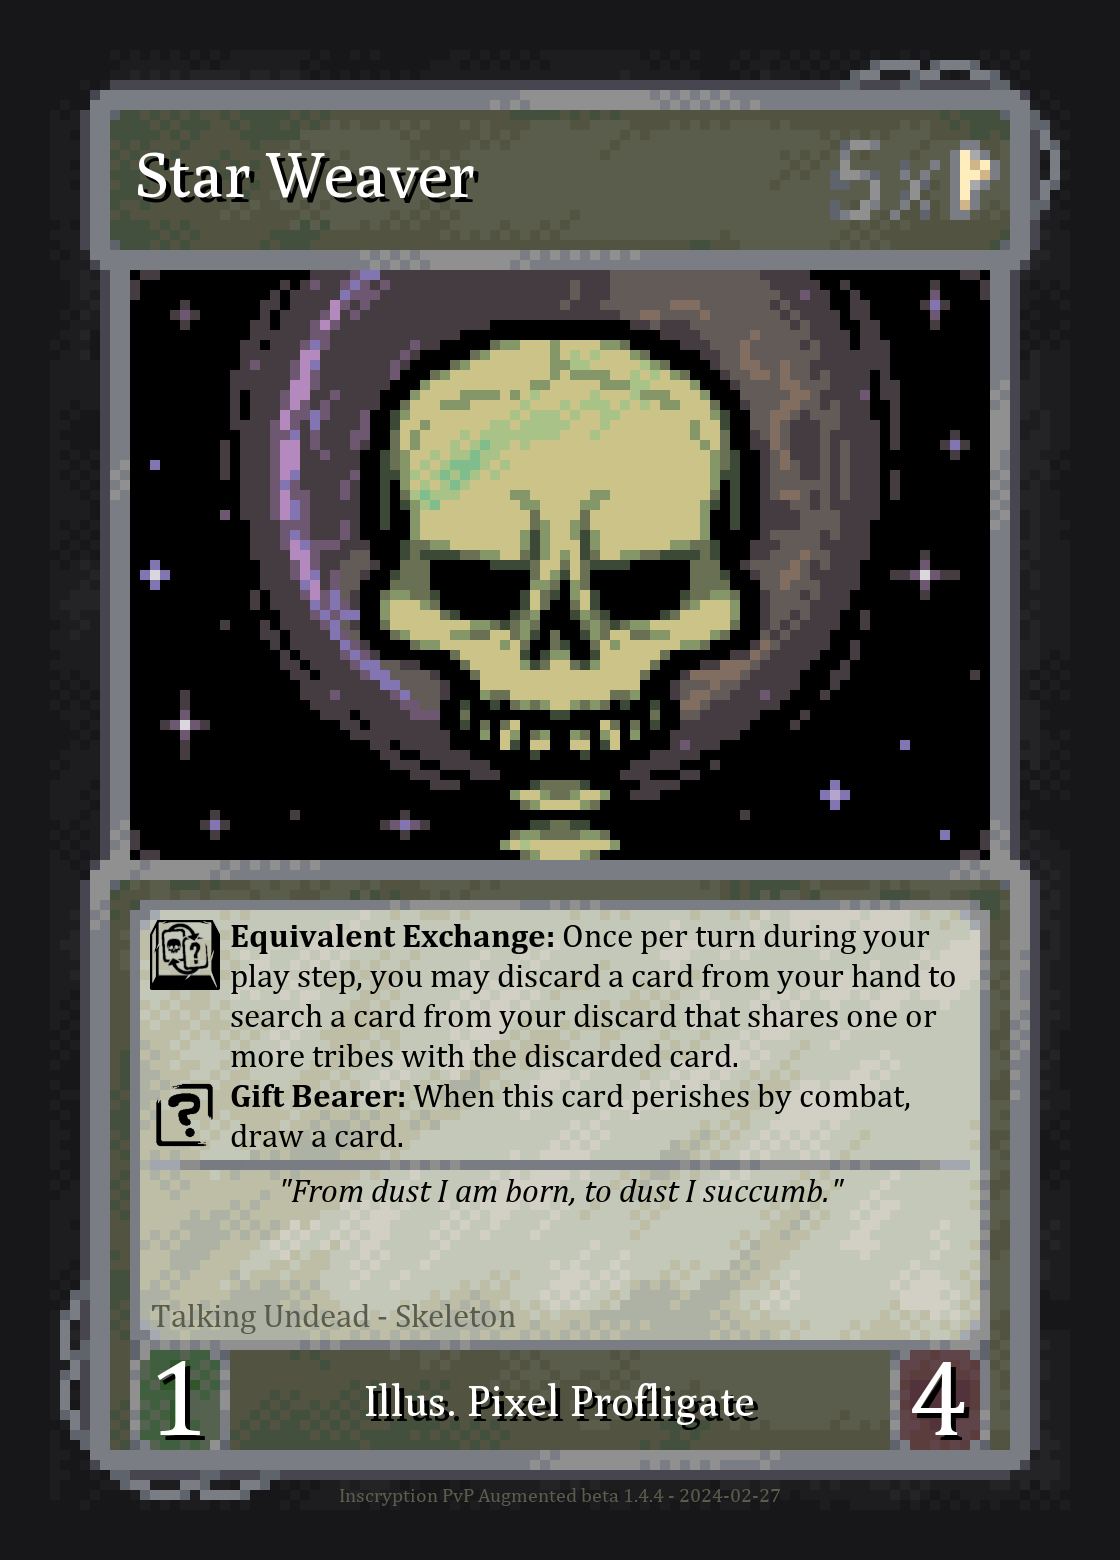 Star Weaver 5x
Equivalent Exchange: Once per turn during your
play step, you may discard a card from your hand to
search a card from your discard that shares one or
more tribes with the discarded card.
Gift Bearer: When this card perishes by combat,
draw a card.
"From dust I am born, to dust I succumb."
Talking Undead - Skeleton
1 Illus. Pixel Profligate 4
Inscryption PvP Augmented beta 1.4.4 - 2024-02-27